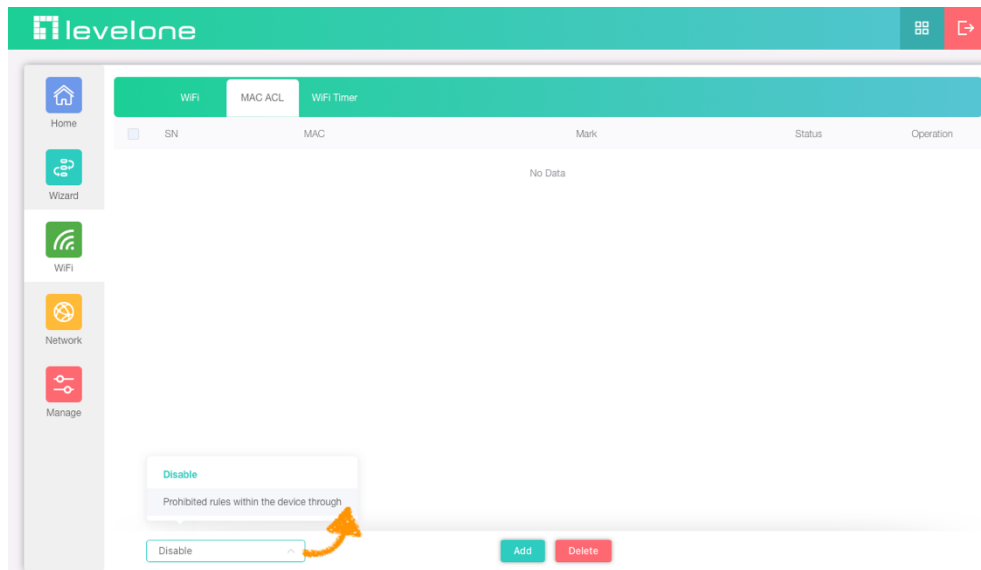 levelone
Home
Wizard
WiFi
Network
Manage
WiFi MAC ACL WiFi Timer
SN MAC Mark Status Operation
No Data
Disable
Prohibited rules within the device through
Disable
Add Delete